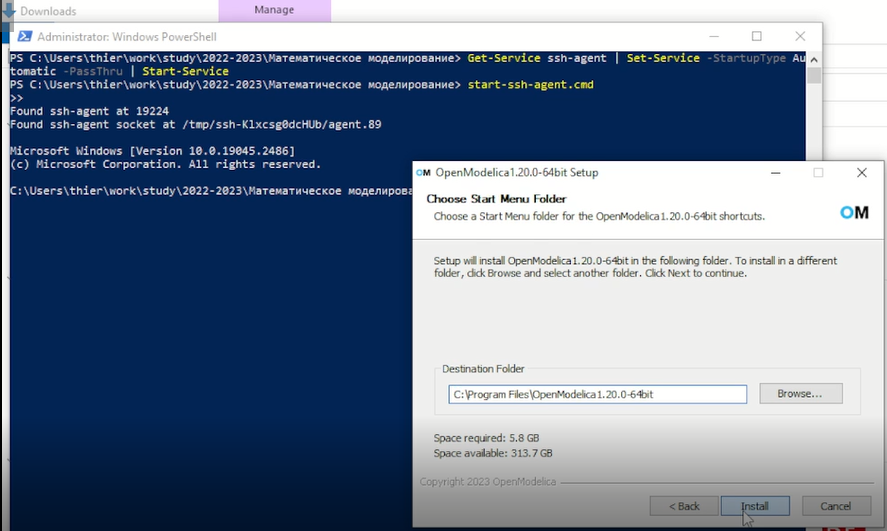 Downloads
Manage
Administrator: Windows PowerShell
PS C:\Users\thier\work\study\2022-2023\Математическое моделирование> Get-Service ssh-agent | Set-Service -StartupType Au
tomatic -PassThru | Start-Service
PS C:\Users\thier\work\study\2022-2023\Математическое моделирование> start-ssh-agent.cmd
>>
Found ssh-agent at 19224
Found ssh-agent socket at /tmp/ssh-Klxcsg0dcHUb/agent.89
Microsoft Windows [Version 10.0.19045.2486]
(c) Microsoft Corporation. All rights reserved.
C:\Users\thier\work\study\2022-2023\Математическое моделирова
OM OpenModelica1.20.0-64bit Setup
Choose Start Menu Folder
Choose a Start Menu folder for the OpenModelica1.20.0-64bit shortcuts.
OM
Setup will install OpenModelica1.20.0-64bit in the following folder. To install in a different
folder, click Browse and select another folder. Click Next to continue.
Destination Folder
C:\Program Files\OpenModelica1.20.0-64bit
Browse...
Space required: 5.8 GB
Space available: 313.7 GB
Copyright 2023 OpenModelica
< Back
Install
Cancel